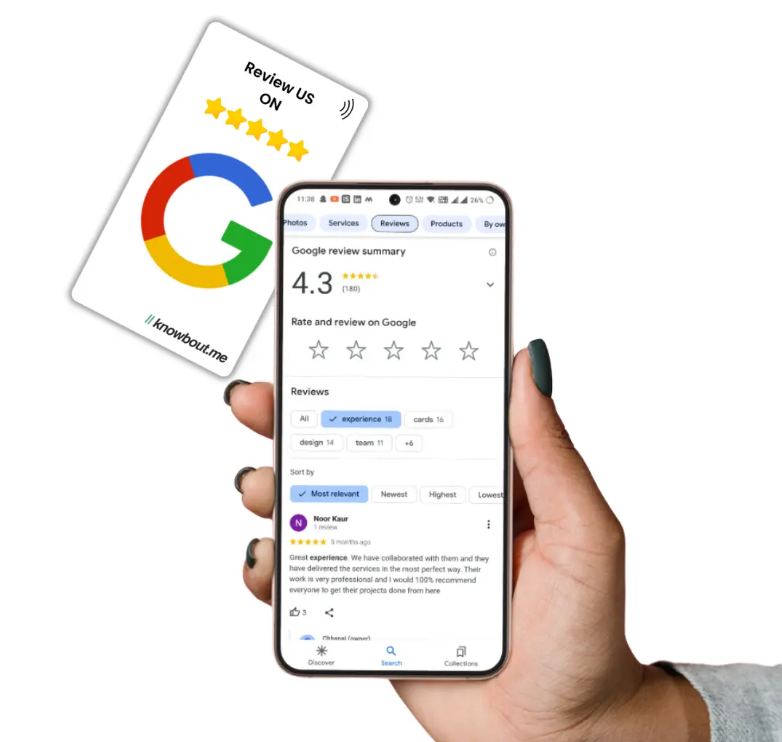 Review US
ON
// knowbout.me
11:38
26%
Photos
Services
Reviews
Products
By ow
Google review summary
4.3
(180)
Rate and review on Google
Reviews
All
✓ experience 18
cards 16
design 14
team 11
+6
Sort by
✓ Most relevant
Newest
Highest
Lowest
N
Noor Kaur
1 review
5 months ago
Great experience. We have collaborated with them and they
have delivered the services in the most perfect way. Their
work is very professional and I would 100% recommend
everyone to get their projects done from here
3
(owner)
Discover
Search
Collections